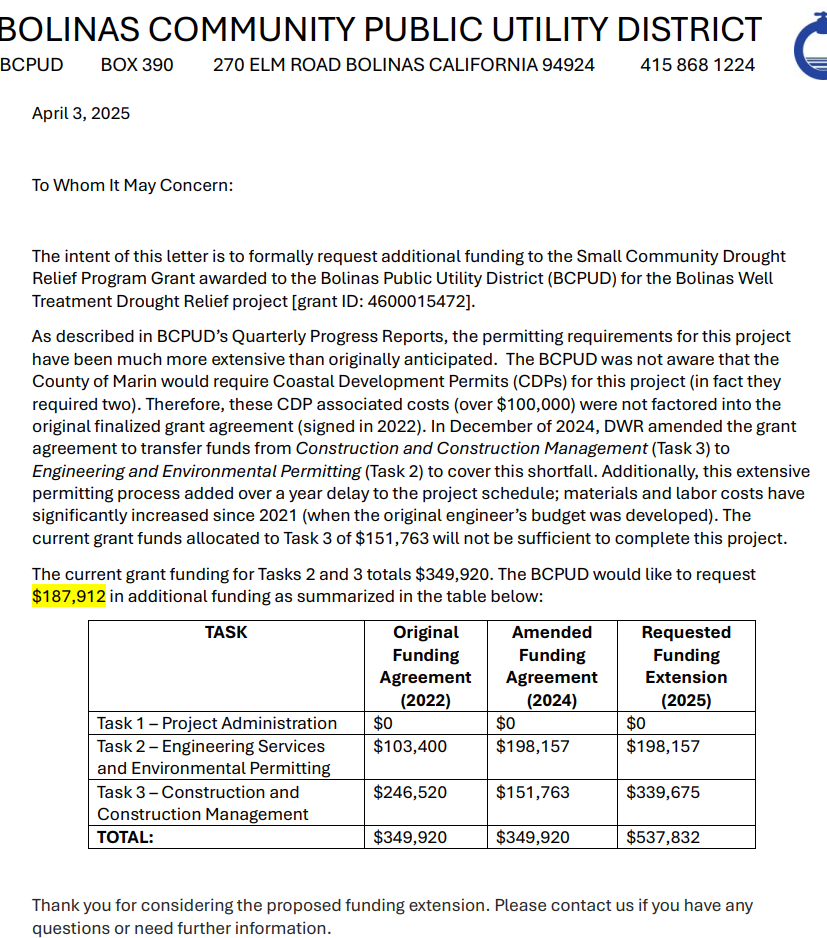 BOLINAS COMMUNITY PUBLIC UTILITY DISTRICT
BCPUD BOX 390 270 ELM ROAD BOLINAS CALIFORNIA 94924 415 868 1224
April 3, 2025
To Whom It May Concern:
The intent of this letter is to formally request additional funding to the Small Community Drought
Relief Program Grant awarded to the Bolinas Public Utility District (BCPUD) for the Bolinas Well
Treatment Drought Relief project [grant ID: 4600015472].
As described in BCPUD’s Quarterly Progress Reports, the permitting requirements for this project
have been much more extensive than originally anticipated.  The BCPUD was not aware that the
County of Marin would require Coastal Development Permits (CDPs) for this project (in fact they
required two). Therefore, these CDP associated costs (over $100,000) were not factored into the
original finalized grant agreement (signed in 2022). In December of 2024, DWR amended the grant
agreement to transfer funds from Construction and Construction Management (Task 3) to
Engineering and Environmental Permitting (Task 2) to cover this shortfall. Additionally, this extensive
permitting process added over a year delay to the project schedule; materials and labor costs have
significantly increased since 2021 (when the original engineer’s budget was developed). The
current grant funds allocated to Task 3 of $151,763 will not be sufficient to complete this project.
The current grant funding for Tasks 2 and 3 totals $349,920. The BCPUD would like to request
$187,912 in additional funding as summarized in the table below:
TASK Original Funding Agreement (2022) Amended Funding Agreement (2024) Requested Funding Extension (2025)
Task 1 – Project Administration $0 $0 $0
Task 2 – Engineering Services and Environmental Permitting $103,400 $198,157 $198,157
Task 3 – Construction and Construction Management $246,520 $151,763 $339,675
TOTAL: $349,920 $349,920 $537,832
Thank you for considering the proposed funding extension. Please contact us if you have any
questions or need further information.